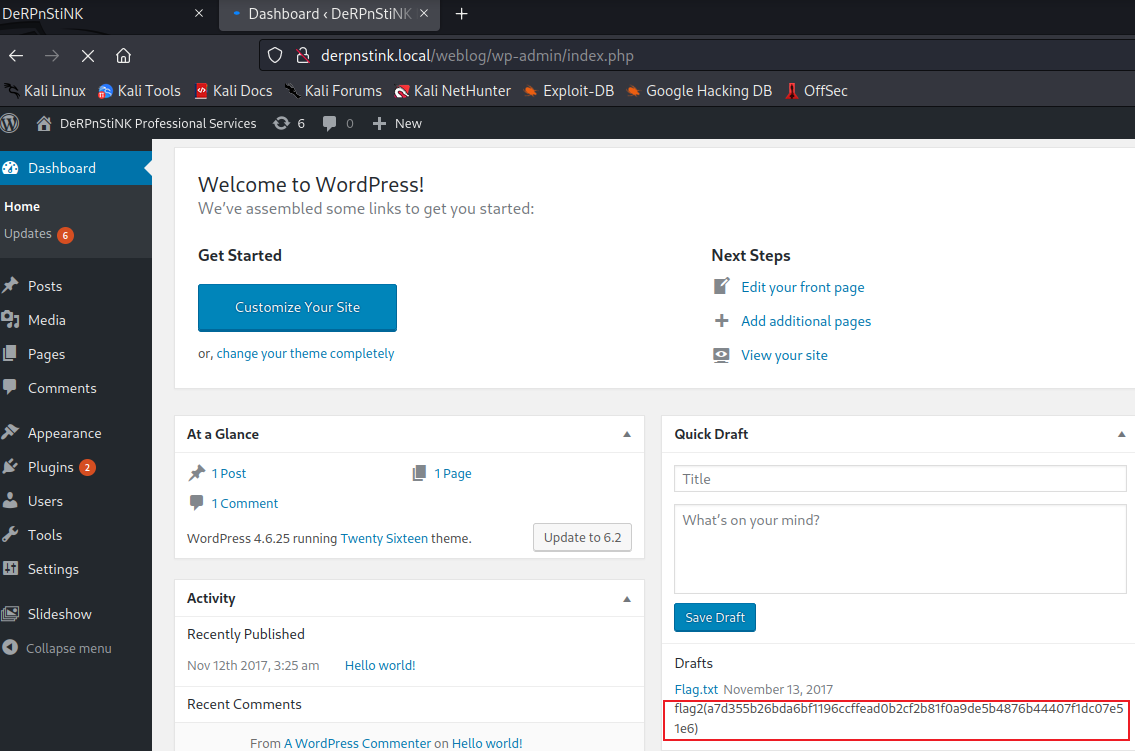 DeRPnStiNK
Dashboard ‹ DeRPnStiNK
derpnstink.local/weblog/wp-admin/index.php
Kali Linux Kali Tools Kali Docs Kali Forums Kali NetHunter Exploit-DB Google Hacking DB OffSec
DeRPnStiNK Professional Services 6 0 New
Dashboard
Home
Updates 6
Posts
Media
Pages
Comments
Appearance
Plugins 2
Users
Tools
Settings
Slideshow
Collapse menu
Welcome to WordPress!
We've assembled some links to get you started:
Get Started
Customize Your Site
or, change your theme completely
Next Steps
Edit your front page
Add additional pages
View your site
At a Glance
1 Post
1 Page
1 Comment
WordPress 4.6.25 running Twenty Sixteen theme.
Update to 6.2
Activity
Recently Published
Nov 12th 2017, 3:25 am Hello world!
Recent Comments
From A WordPress Commenter on Hello world!
Quick Draft
Title
What's on your mind?
Save Draft
Drafts
Flag.txt November 13, 2017
flag2(a7d355b26bda6bf1196ccffead0b2cf2b81f0a9de5b4876b44407f1dc07e5
1e6)